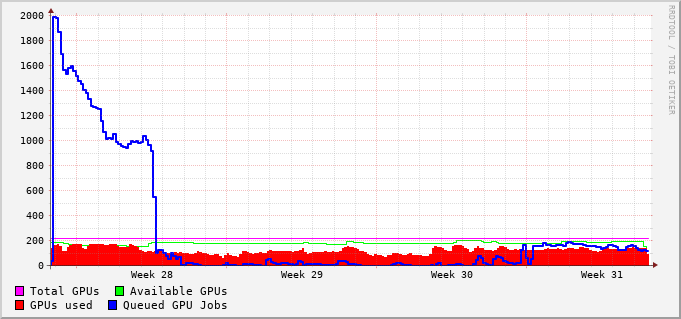 2000
1800
1600
1400
1200
1000
800
600
400
200
0
Week 28 Week 29 Week 30 Week 31
Total GPUs Available GPUs
GPUs used Queued GPU Jobs
RRDTOOL / TOBI OETIKER